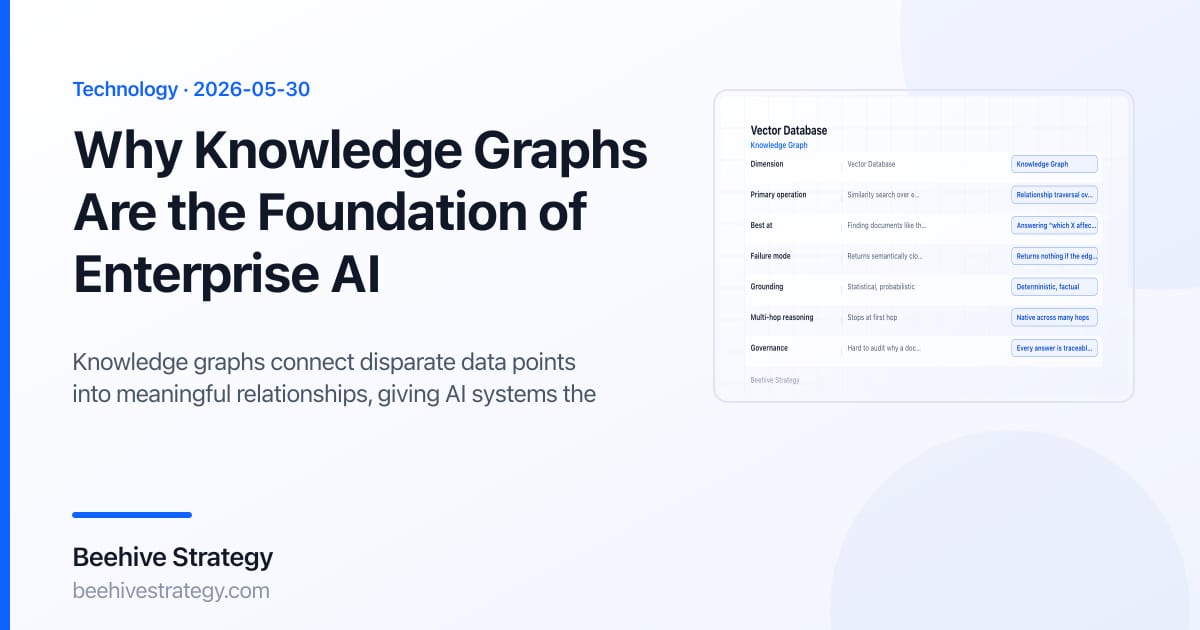 Technology · 2026-05-30
Why Knowledge Graphs
Are the Foundation of
Enterprise AI
Knowledge graphs connect disparate data points
into meaningful relationships, giving AI systems the
Beehive Strategy
beehivestrategy.com
Vector Database
Knowledge Graph
Dimension Vector Database Knowledge Graph
Primary operation Similarity search over e... Relationship traversal ov...
Best at Finding documents like th... Answering "which X affec...
Failure mode Returns semantically clo... Returns nothing if the edg...
Grounding Statistical, probabilistic Deterministic, factual
Multi-hop reasoning Stops at first hop Native across many hops
Governance Hard to audit why a doc... Every answer is traceabl...
Beehive Strategy